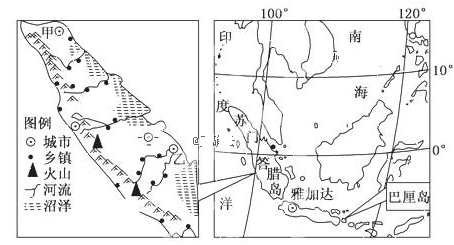 甲
乙
图例
城市
乡镇
火山
河流
沼泽
100°
120°
10°
0°
印
度
洋
南
海
苏
门
答
腊
岛
雅加达
巴厘岛